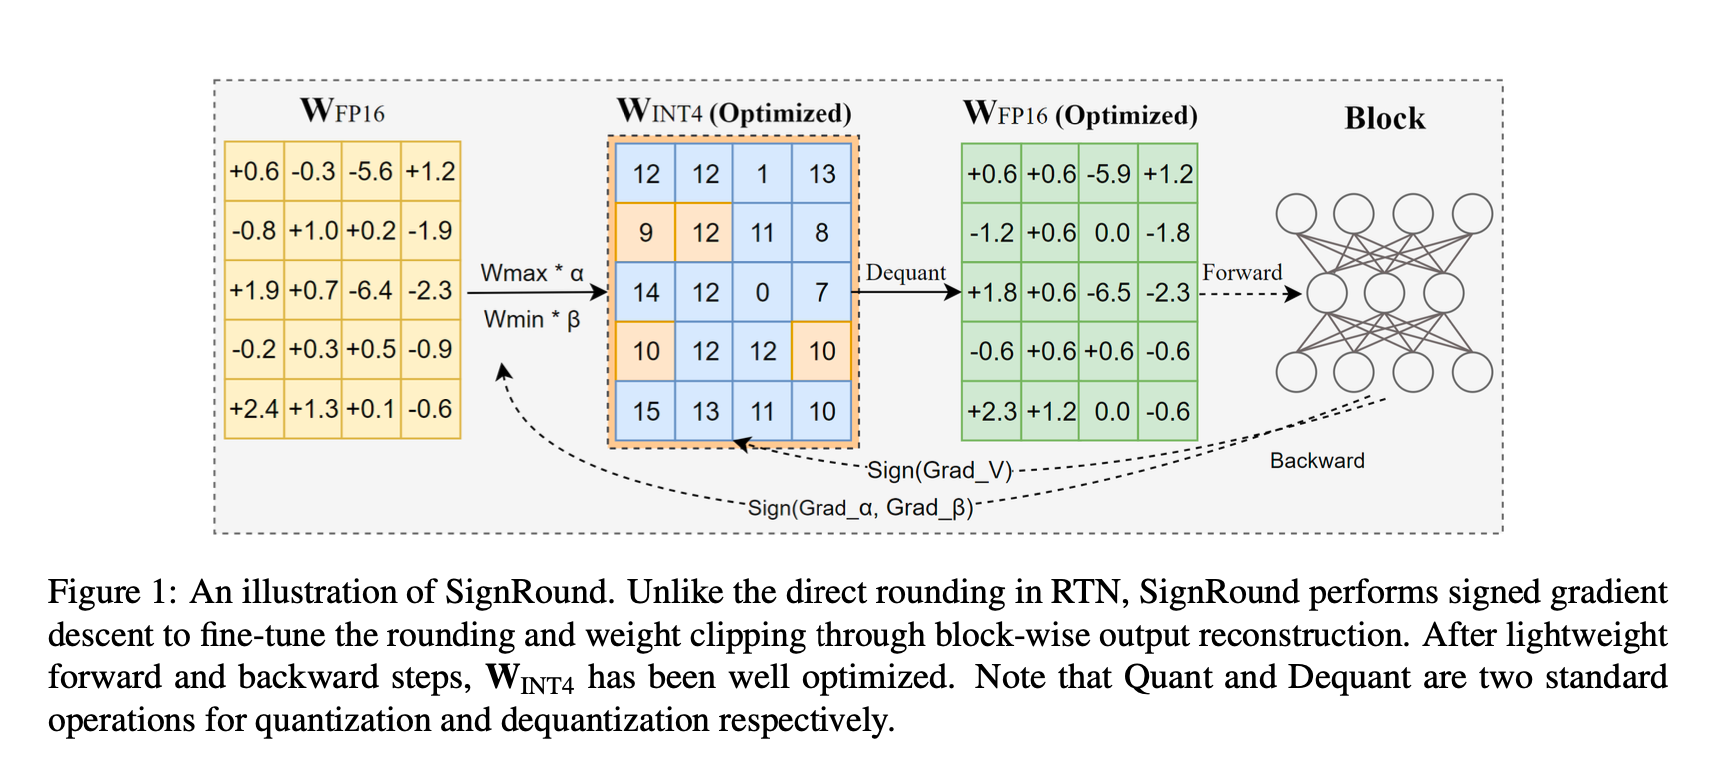 WFP16
WINT4 (Optimized)
WFP16 (Optimized)
Block
+0.6 -0.3 -5.6 +1.2
-0.8 +1.0 +0.2 -1.9
+1.9 +0.7 -6.4 -2.3
-0.2 +0.3 +0.5 -0.9
+2.4 +1.3 +0.1 -0.6
Wmax * α
Wmin * β
12 12 1 13
9 12 11 8
14 12 0 7
10 12 12 10
15 13 11 10
Dequant
+0.6 +0.6 -5.9 +1.2
-1.2 +0.6 0.0 -1.8
+1.8 +0.6 -6.5 -2.3
-0.6 +0.6 +0.6 -0.6
+2.3 +1.2 0.0 -0.6
Forward
Backward
Sign(Grad_V)
Sign(Grad_α, Grad_β)
Figure 1: An illustration of SignRound. Unlike the direct rounding in RTN, SignRound performs signed gradient
descent to fine-tune the rounding and weight clipping through block-wise output reconstruction. After lightweight
forward and backward steps, WINT4 has been well optimized. Note that Quant and Dequant are two standard
operations for quantization and dequantization respectively.